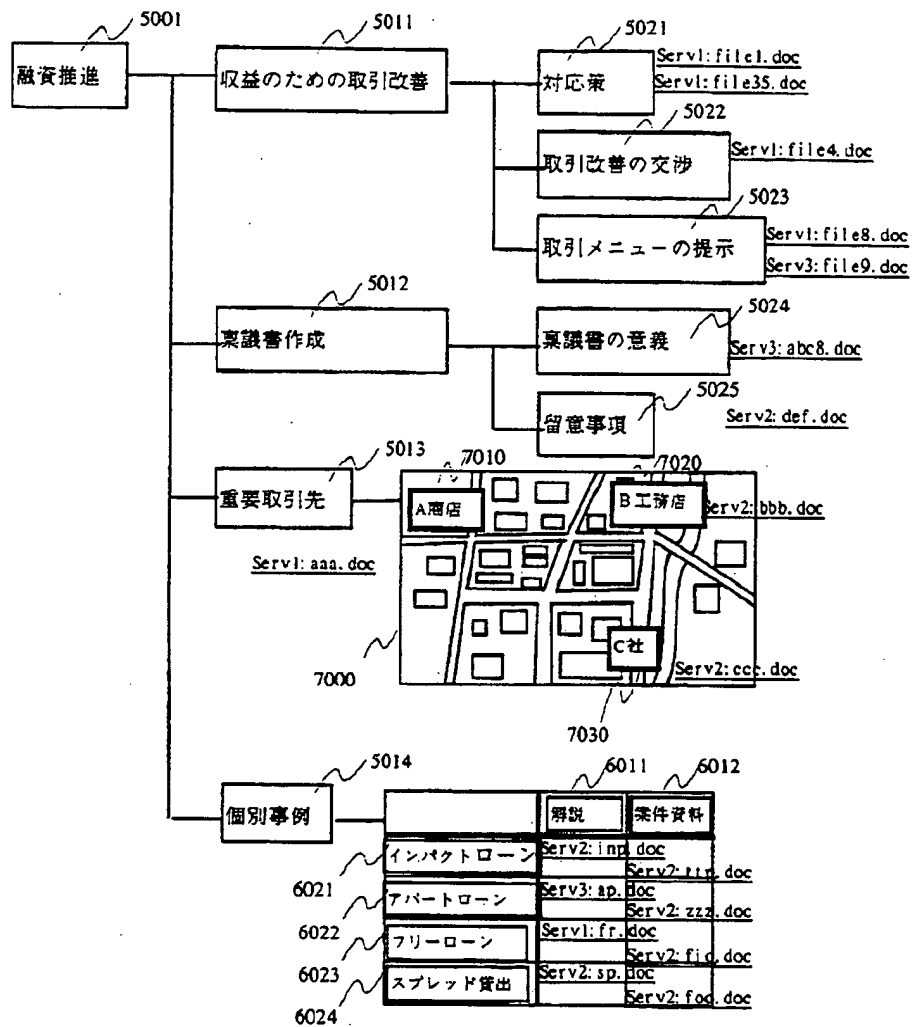 5001
融資推進
5011
収益のための取引改善
5021
対応策
Serv1:file1.doc
Serv1:file35.doc
5022
取引改善の交渉
Serv1:file4.doc
5023
取引メニューの提示
Serv1:file8.doc
Serv3:file9.doc
5012
稟議書作成
5024
稟議書の意義
Serv3:abc8.doc
5025
留意事項
Serv2:def.doc
5013
重要取引先
7010
7020
A商店
B工務店
Serv2:bbb.doc
Serv1:aaa.doc
C社
Serv2:ccc.doc
7000
7030
5014
個別事例
6011
6012
解説
案件資料
インパクトローン
Serv2:inp.doc
6021
アパートローン
Serv3:ap.doc
Serv2:zzz.doc
6022
フリーローン
Serv1:fr.doc
6023
スプレッド貸出
Serv2:sp.doc
6024